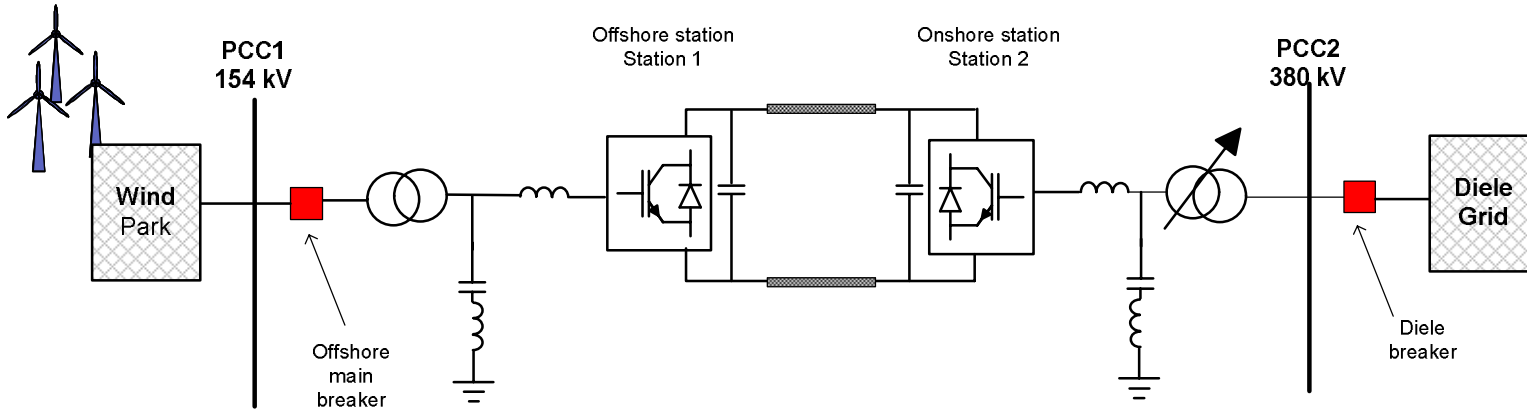 PCC1
154 kV
Offshore station
Station 1
Onshore station
Station 2
PCC2
380 kV
Wind
Park
Diele
Grid
Offshore
main
breaker
Diele
breaker